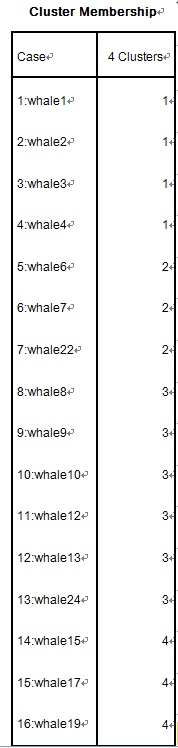 Cluster Membership
Case 4 Clusters
1:whale1 1
2:whale2 1
3:whale3 1
4:whale4 1
5:whale6 2
6:whale7 2
7:whale22 2
8:whale8 3
9:whale9 3
10:whale10 3
11:whale12 3
12:whale13 3
13:whale24 3
14:whale15 4
15:whale17 4
16:whale19 4